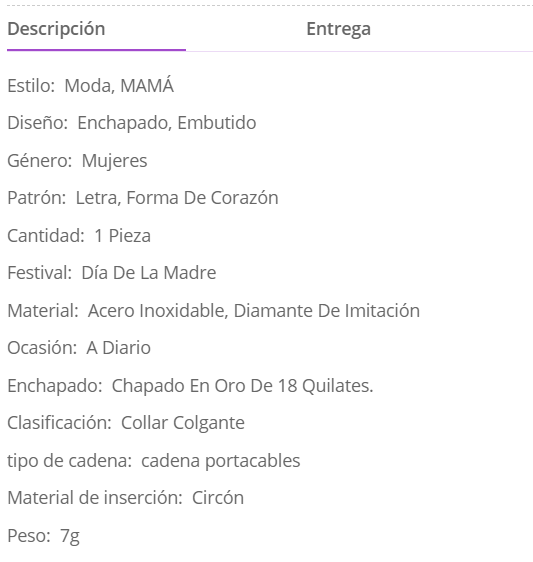 Descripción Entrega
Estilo: Moda, MAMÁ
Diseño: Enchapado, Embutido
Género: Mujeres
Patrón: Letra, Forma De Corazón
Cantidad: 1 Pieza
Festival: Día De La Madre
Material: Acero Inoxidable, Diamante De Imitación
Ocasión: A Diario
Enchapado: Chapado En Oro De 18 Quilates.
Clasificación: Collar Colgante
tipo de cadena: cadena portacables
Material de inserción: Circón
Peso: 7g